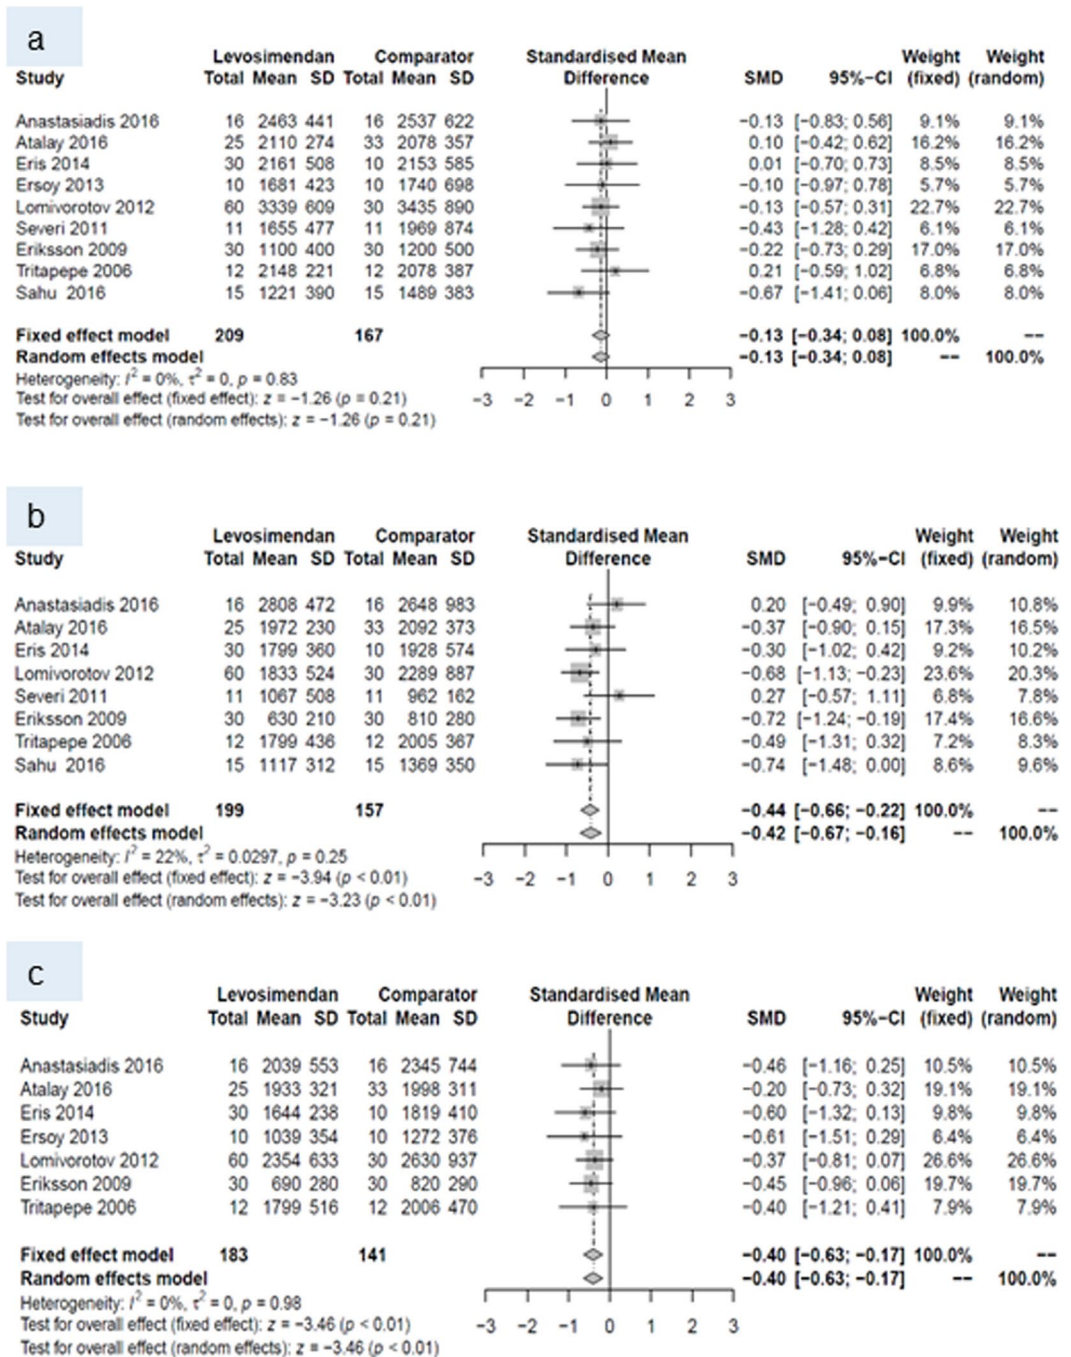 a
Levosimendan Comparator Standardised Mean Weight Weight
Study Total Mean SD Total Mean SD Difference SMD 95%−CI (fixed) (random)
Anastasiadis 2016 16 2463 441 16 2537 622 −0.13 [−0.83; 0.56] 9.1% 9.1%
Atalay 2016 25 2110 274 33 2078 357 0.10 [−0.42; 0.62] 16.2% 16.2%
Eris 2014 30 2161 508 10 2153 585 0.01 [−0.70; 0.73] 8.5% 8.5%
Ersoy 2013 10 1681 423 10 1740 698 −0.10 [−0.97; 0.78] 5.7% 5.7%
Lomivorotov 2012 60 3339 609 30 3435 890 −0.13 [−0.57; 0.31] 22.7% 22.7%
Severi 2011 11 1655 477 11 1969 874 −0.43 [−1.28; 0.42] 6.1% 6.1%
Eriksson 2009 30 1100 400 30 1200 500 −0.22 [−0.73; 0.29] 17.0% 17.0%
Tritapepe 2006 12 2148 221 12 2078 387 0.21 [−0.59; 1.02] 6.8% 6.8%
Sahu 2016 15 1221 390 15 1489 383 −0.67 [−1.41; 0.06] 8.0% 8.0%
Fixed effect model 209 167 −0.13 [−0.34; 0.08] 100.0% −−
Random effects model −0.13 [−0.34; 0.08] −− 100.0%
Heterogeneity: I² = 0%, τ² = 0, p = 0.83
Test for overall effect (fixed effect): z = −1.26 (p = 0.21)
Test for overall effect (random effects): z = −1.26 (p = 0.21)
−3 −2 −1 0 1 2 3
b
Levosimendan Comparator Standardised Mean Weight Weight
Study Total Mean SD Total Mean SD Difference SMD 95%−CI (fixed) (random)
Anastasiadis 2016 16 2808 472 16 2648 983 0.20 [−0.49; 0.90] 9.9% 10.8%
Atalay 2016 25 1972 230 33 2092 373 −0.37 [−0.90; 0.15] 17.3% 16.5%
Eris 2014 30 1799 360 10 1928 574 −0.30 [−1.02; 0.42] 9.2% 10.2%
Lomivorotov 2012 60 1833 524 30 2289 887 −0.68 [−1.13; −0.23] 23.6% 20.3%
Severi 2011 11 1067 508 11 962 162 0.27 [−0.57; 1.11] 6.8% 7.8%
Eriksson 2009 30 630 210 30 810 280 −0.72 [−1.24; −0.19] 17.4% 16.6%
Tritapepe 2006 12 1799 436 12 2005 367 −0.49 [−1.31; 0.32] 7.2% 8.3%
Sahu 2016 15 1117 312 15 1369 350 −0.74 [−1.48; 0.00] 8.6% 9.6%
Fixed effect model 199 157 −0.44 [−0.66; −0.22] 100.0% −−
Random effects model −0.42 [−0.67; −0.16] −− 100.0%
Heterogeneity: I² = 22%, τ² = 0.0297, p = 0.25
Test for overall effect (fixed effect): z = −3.94 (p < 0.01)
Test for overall effect (random effects): z = −3.23 (p < 0.01)
−3 −2 −1 0 1 2 3
c
Levosimendan Comparator Standardised Mean Weight Weight
Study Total Mean SD Total Mean SD Difference SMD 95%−CI (fixed) (random)
Anastasiadis 2016 16 2039 553 16 2345 744 −0.46 [−1.16; 0.25] 10.5% 10.5%
Atalay 2016 25 1933 321 33 1998 311 −0.20 [−0.73; 0.32] 19.1% 19.1%
Eris 2014 30 1644 238 10 1819 410 −0.60 [−1.32; 0.13] 9.8% 9.8%
Ersoy 2013 10 1039 354 10 1272 376 −0.61 [−1.51; 0.29] 6.4% 6.4%
Lomivorotov 2012 60 2354 633 30 2630 937 −0.37 [−0.81; 0.07] 26.6% 26.6%
Eriksson 2009 30 690 280 30 820 290 −0.45 [−0.96; 0.06] 19.7% 19.7%
Tritapepe 2006 12 1799 516 12 2006 470 −0.40 [−1.21; 0.41] 7.9% 7.9%
Fixed effect model 183 141 −0.40 [−0.63; −0.17] 100.0% −−
Random effects model −0.40 [−0.63; −0.17] −− 100.0%
Heterogeneity: I² = 0%, τ² = 0, p = 0.98
Test for overall effect (fixed effect): z = −3.46 (p < 0.01)
Test for overall effect (random effects): z = −3.46 (p < 0.01)
−3 −2 −1 0 1 2 3